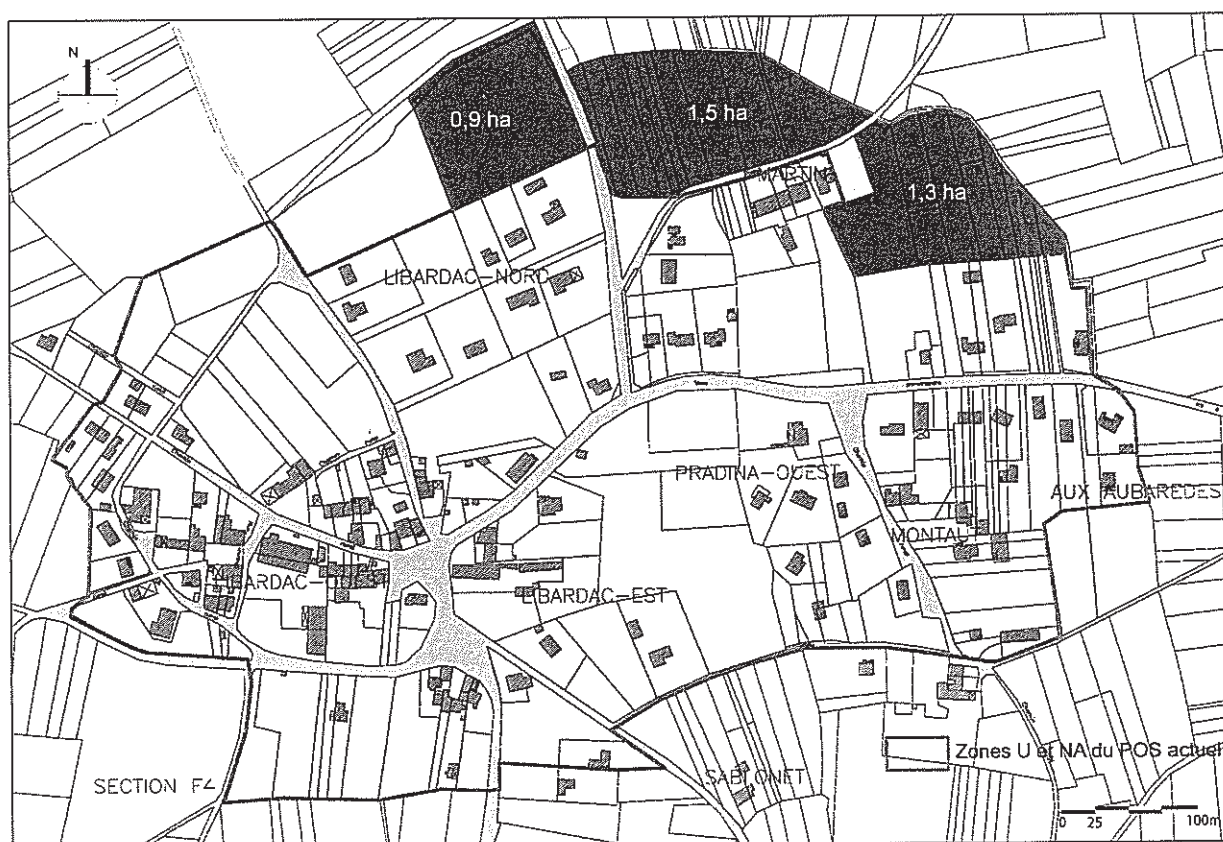 N
0,9 ha
1,5 ha
MARTIN
1,3 ha
LIBARDAC-NORD
PRADINA-OUEST
AUX AUBAREDES
MONTAUT
LIBARDAC-OUEST
LIBARDAC-EST
Zones U et NA du POS actuel
SECTION F4
SABLONET
0 25 100m